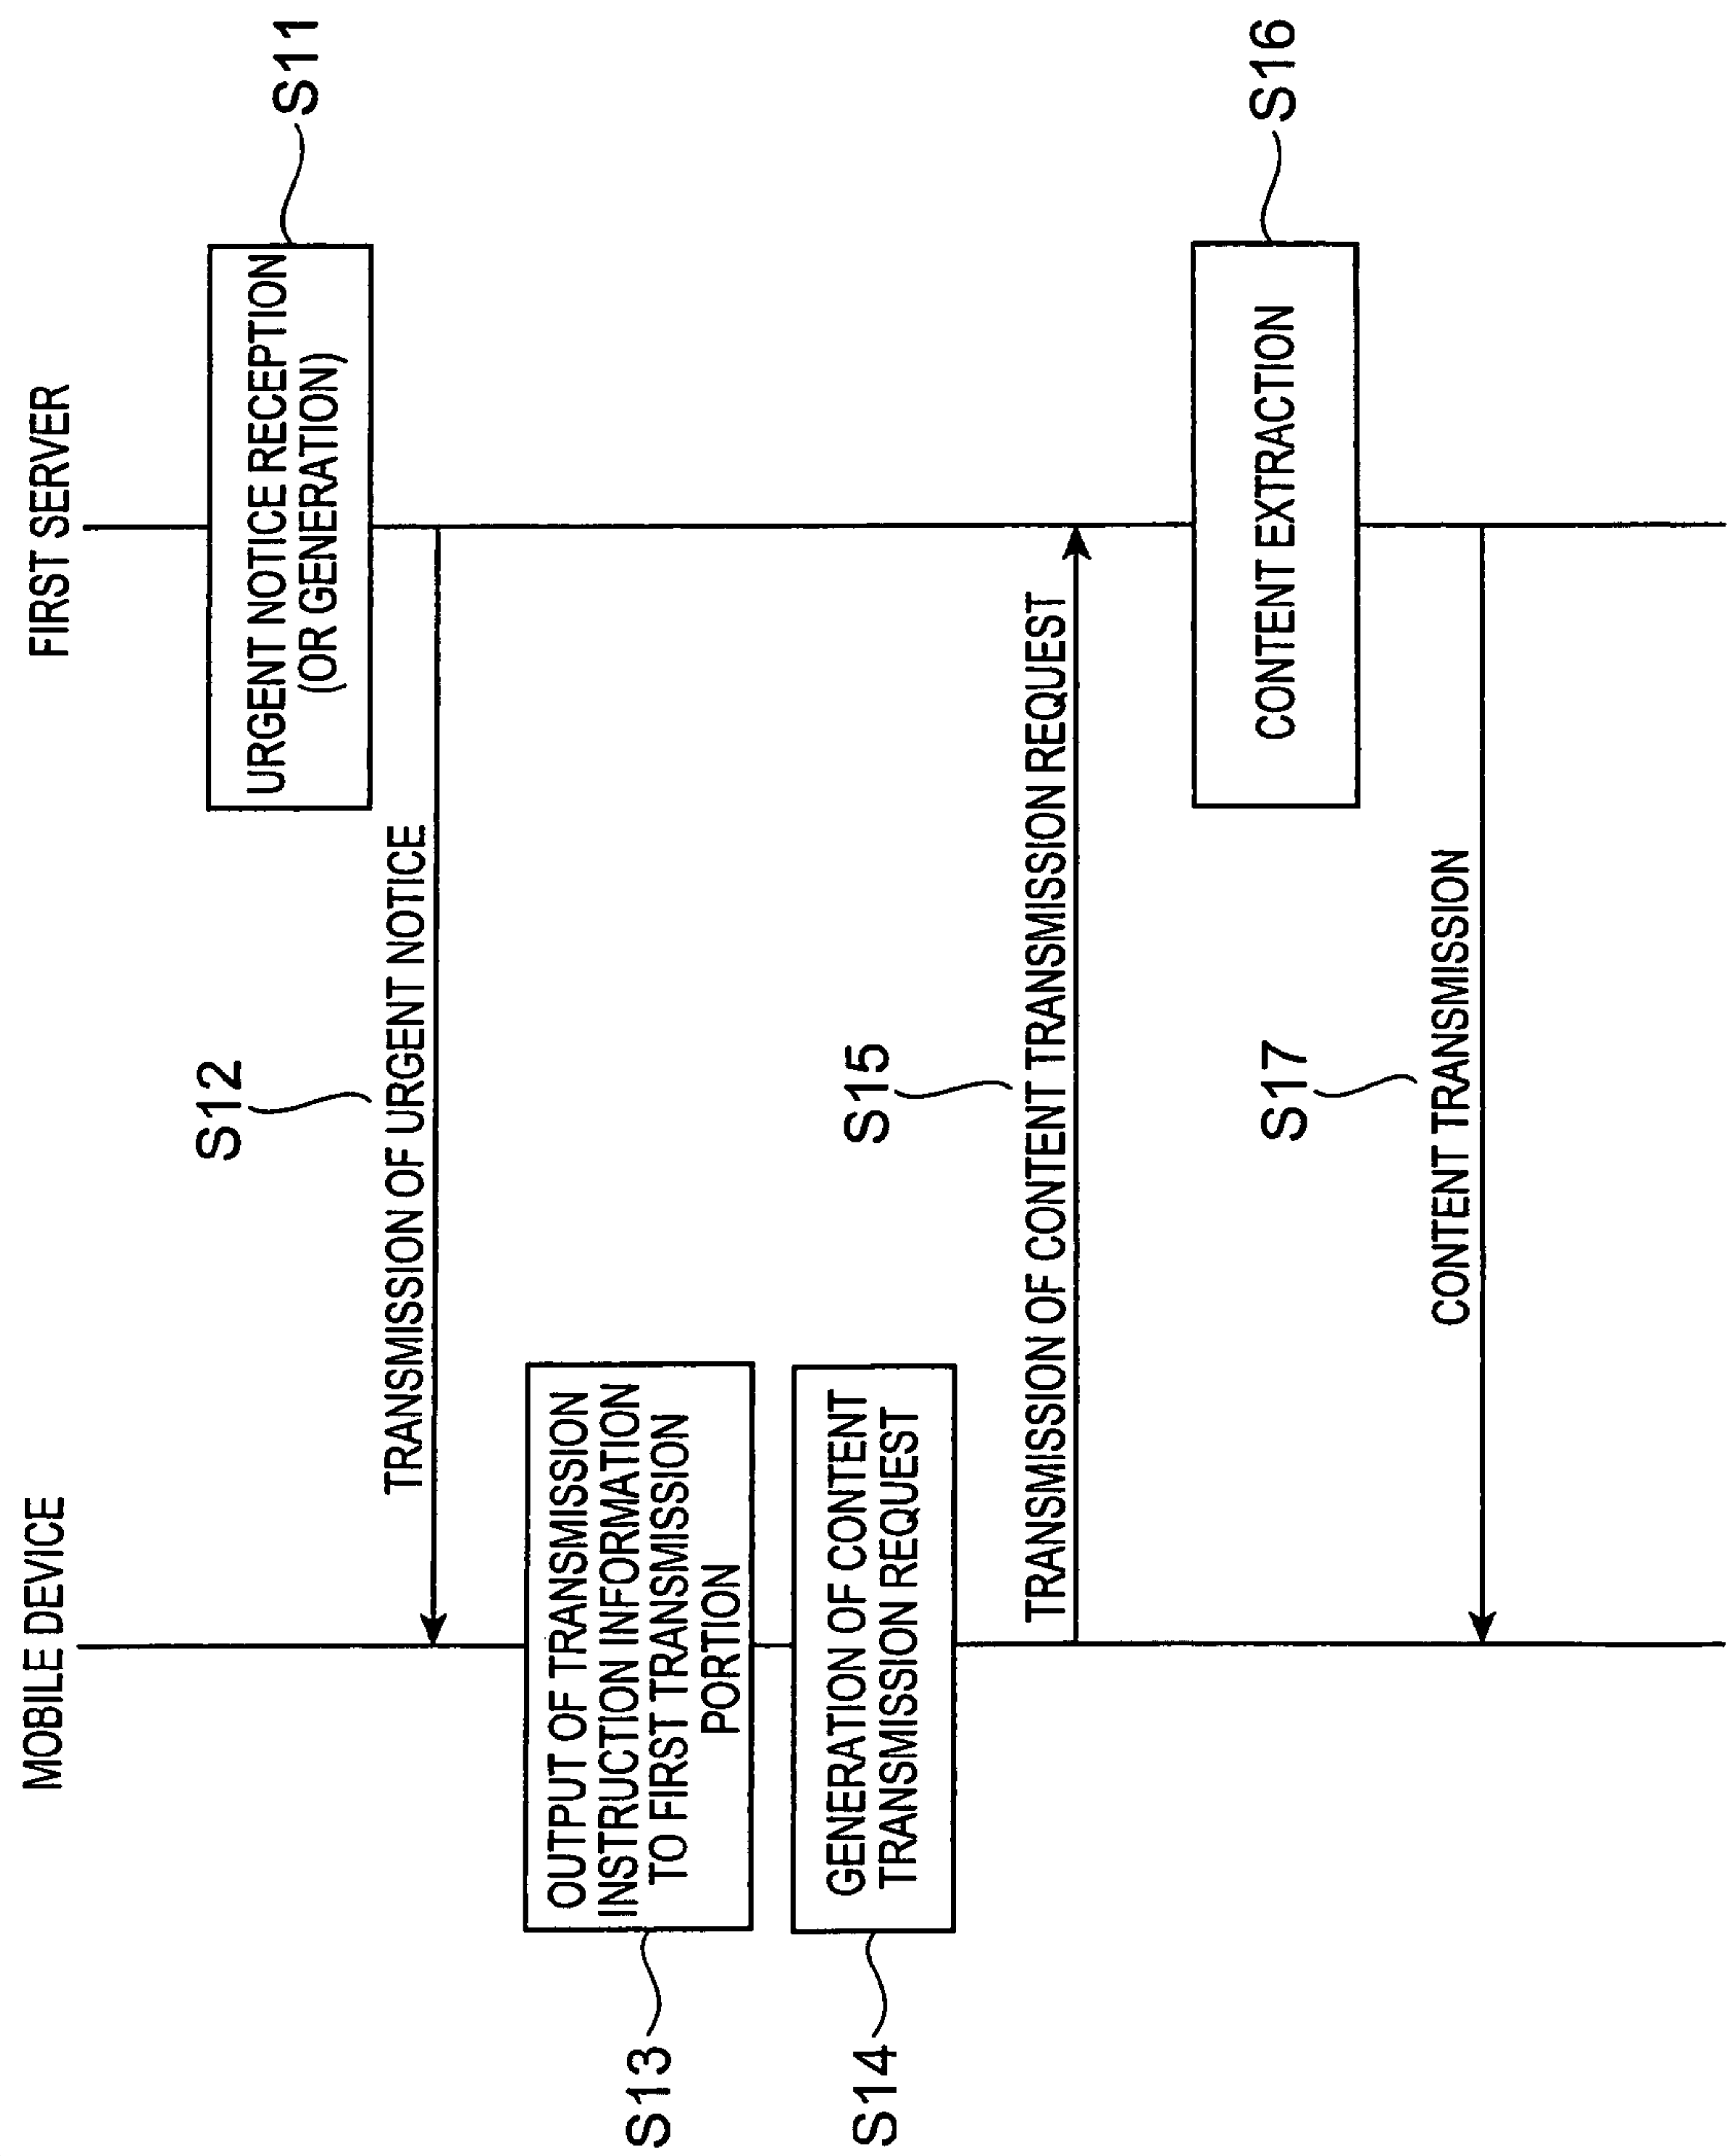 MOBILE DEVICE
FIRST SERVER
URGENT NOTICE RECEPTION
(OR GENERATION)
S11
S12
TRANSMISSION OF URGENT NOTICE
OUTPUT OF TRANSMISSION
INSTRUCTION INFORMATION
TO FIRST TRANSMISSION
PORTION
S13
GENERATION OF CONTENT
TRANSMISSION REQUEST
S14
S15
TRANSMISSION OF CONTENT TRANSMISSION REQUEST
CONTENT EXTRACTION
S16
S17
CONTENT TRANSMISSION